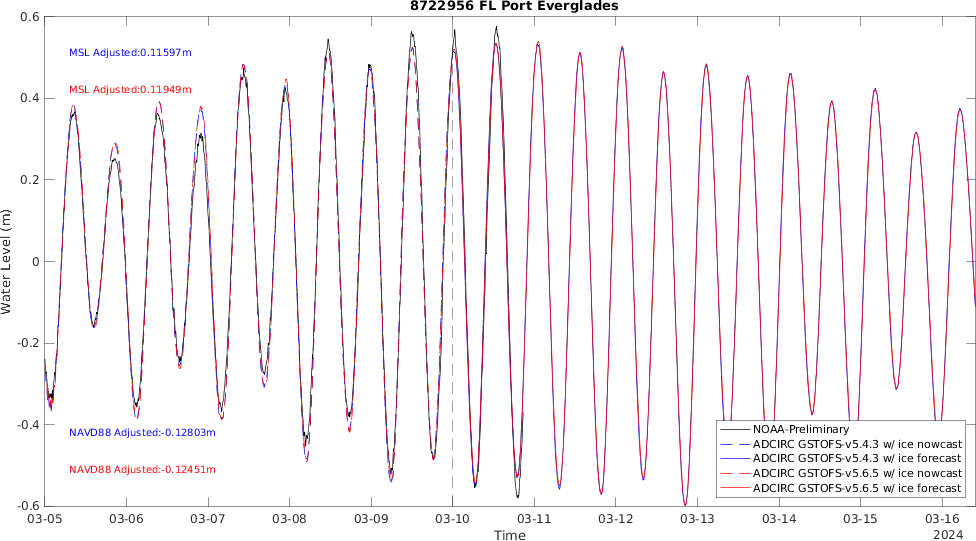 8722956 FL Port Everglades
0.6
0.4
0.2
0
-0.2
-0.4
-0.6
Water Level (m)
MSL Adjusted:0.11597m
MSL Adjusted:0.11949m
NAVD88 Adjusted:-0.12803m
NAVD88 Adjusted:-0.12451m
NOAA-Preliminary
ADCIRC GSTOFS-v5.4.3 w/ ice nowcast
ADCIRC GSTOFS-v5.4.3 w/ ice forecast
ADCIRC GSTOFS-v5.6.5 w/ ice nowcast
ADCIRC GSTOFS-v5.6.5 w/ ice forecast
03-05 03-06 03-07 03-08 03-09 03-10 03-11 03-12 03-13 03-14 03-15 03-16
Time
2024